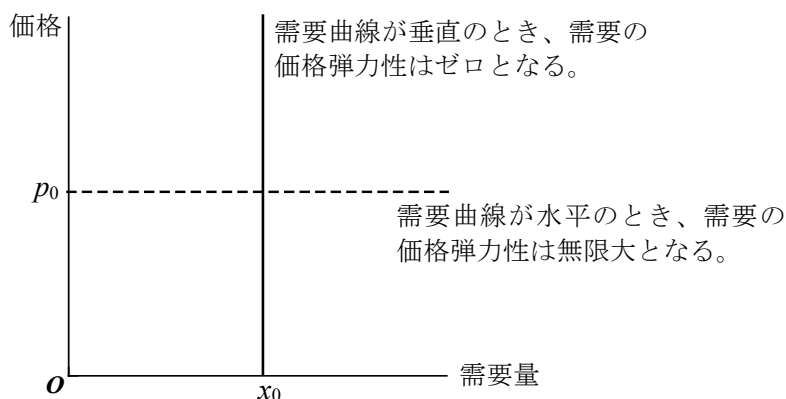 価格
需要曲線が垂直のとき、需要の
価格弾力性はゼロとなる。
p0
需要曲線が水平のとき、需要の
価格弾力性は無限大となる。
O
x0
需要量